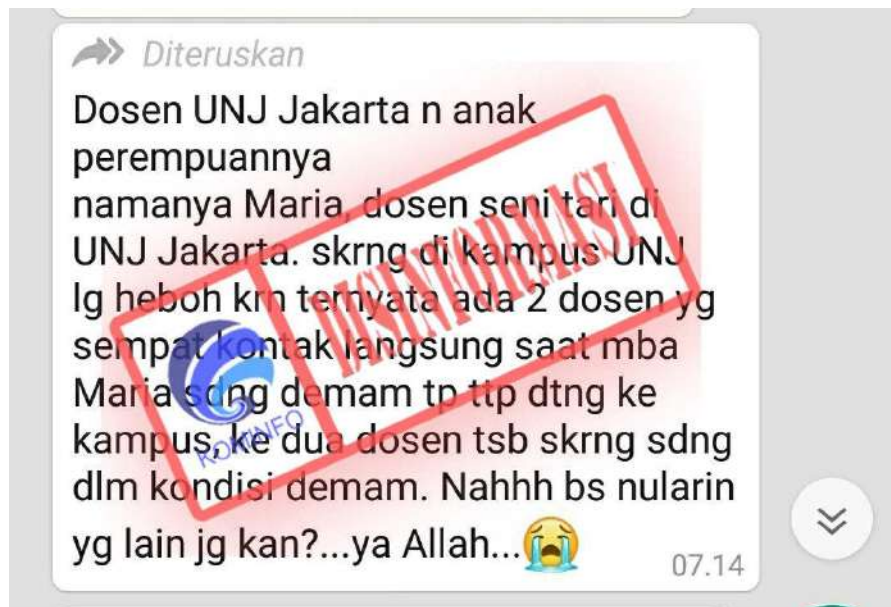 Diteruskan
Dosen UNJ Jakarta n anak
perempuannya
namanya Maria, dosen seni tari di
UNJ Jakarta. skrng di kampus UNJ
lg heboh krn ternyata ada 2 dosen yg
sempat kontak langsung saat mba
Maria sdng demam tp ttp dtng ke
kampus, ke dua dosen tsb skrng sdng
dlm kondisi demam. Nahhh bs nularin
yg lain jg kan?...ya Allah...😭
07.14
DISINFORMASI
KOMINFO